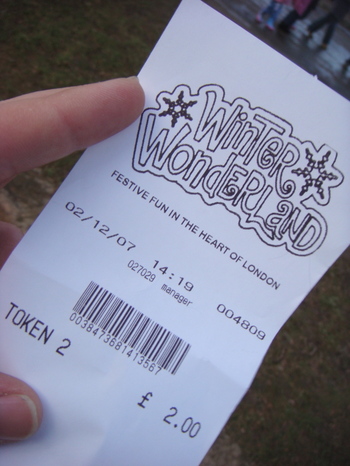 Winter
Wonderland
FESTIVE FUN IN THE HEART OF LONDON
02/12/07 14:19 004809
027029 manager
0038473681413567
TOKEN 2
£ 2.00